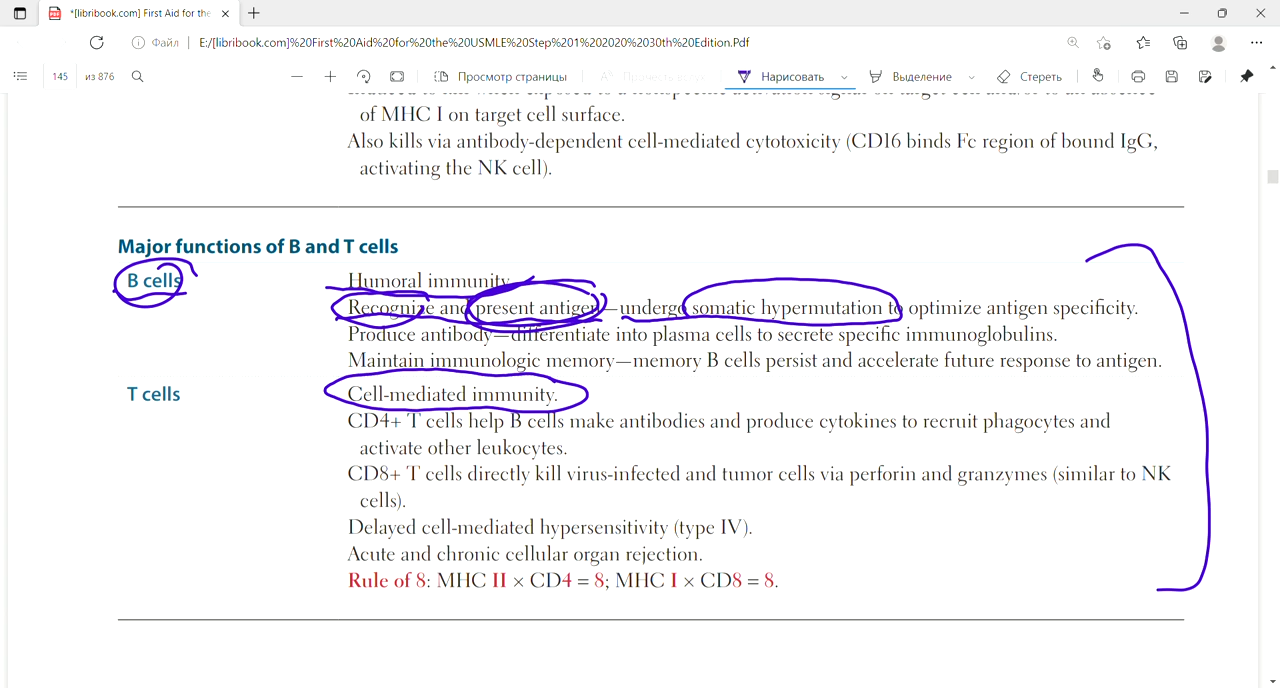 *[libribook.com] First Aid for the
Файл E:/[libribook.com]%20First%20Aid%20for%20the%20USMLE%20Step%201%202020%2030th%20Edition.Pdf
145 из 876 Просмотр страницы Прочесть вслух Нарисовать Выделение Стереть
of MHC I on target cell surface.
Also kills via antibody-dependent cell-mediated cytotoxicity (CD16 binds Fc region of bound IgG,
activating the NK cell).
Major functions of B and T cells
B cells Humoral immunity.
Recognize and present antigen—undergo somatic hypermutation to optimize antigen specificity.
Produce antibody—differentiate into plasma cells to secrete specific immunoglobulins.
Maintain immunologic memory—memory B cells persist and accelerate future response to antigen.
T cells Cell-mediated immunity.
CD4+ T cells help B cells make antibodies and produce cytokines to recruit phagocytes and
activate other leukocytes.
CD8+ T cells directly kill virus-infected and tumor cells via perforin and granzymes (similar to NK
cells).
Delayed cell-mediated hypersensitivity (type IV).
Acute and chronic cellular organ rejection.
Rule of 8: MHC II × CD4 = 8; MHC I × CD8 = 8.